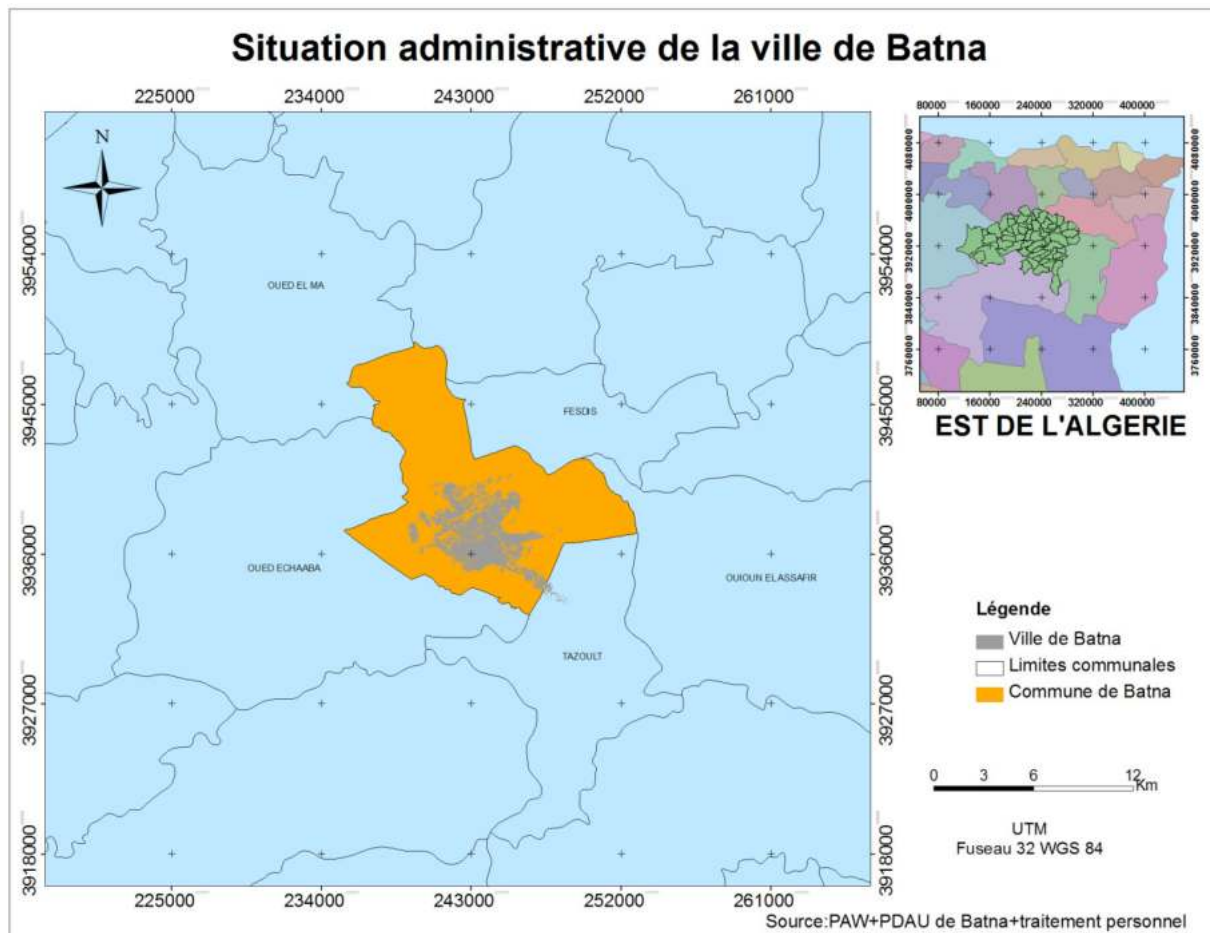 Situation administrative de la ville de Batna
225000 234000 243000 252000 261000
80000 160000 240000 320000 400000
N
4080000 4080000
4000000 4000000
3920000 3920000
3840000 3840000
3760000 3760000
80000 160000 240000 320000 400000
EST DE L'ALGERIE
3954000 3954000
OUED EL MA
3945000 3945000
FESDIS
3936000 3936000
OUED ECHAABA
OUIOUN EL ASSAFIR
TAZOULT
3927000 3927000
3918000 3918000
225000 234000 243000 252000 261000
Légende
Ville de Batna
Limites communales
Commune de Batna
0 3 6 12
Km
UTM
Fuseau 32 WGS 84
Source:PAW+PDAU de Batna+traitement personnel